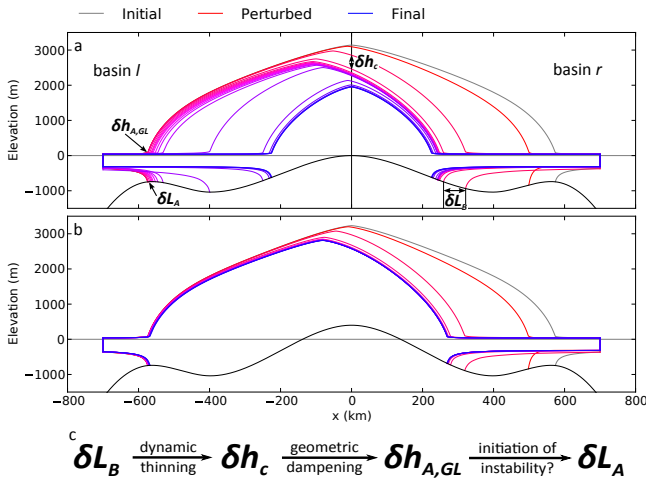 Initial Perturbed Final
a
basin l
basin r
δh_c
δh_A,GL
δL_A
δL_B
Elevation (m)
3000
2000
1000
0
−1000
b
Elevation (m)
3000
2000
1000
0
−1000
−800 −600 −400 −200 0 200 400 600 800
x (km)
c
δL_B dynamic thinning δh_c geometric dampening δh_A,GL initiation of instability? δL_A